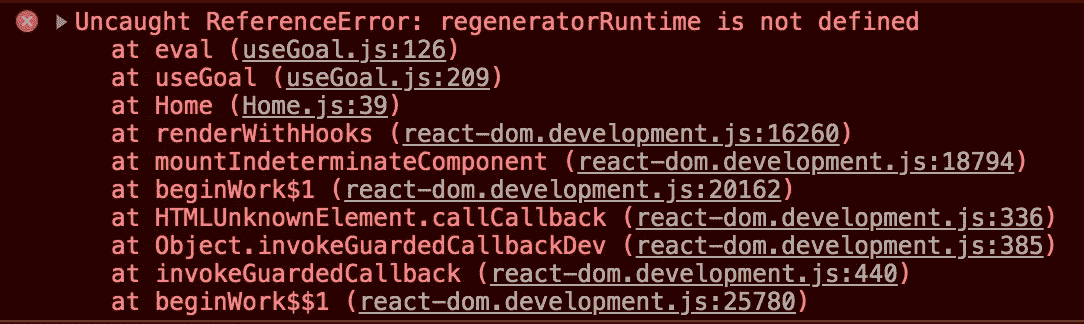 Uncaught ReferenceError: regeneratorRuntime is not defined
at eval (useGoal.js:126)
at useGoal (useGoal.js:209)
at Home (Home.js:39)
at renderWithHooks (react-dom.development.js:16260)
at mountIndeterminateComponent (react-dom.development.js:18794)
at beginWork$1 (react-dom.development.js:20162)
at HTMLUnknownElement.callCallback (react-dom.development.js:336)
at Object.invokeGuardedCallbackDev (react-dom.development.js:385)
at invokeGuardedCallback (react-dom.development.js:440)
at beginWork$$1 (react-dom.development.js:25780)